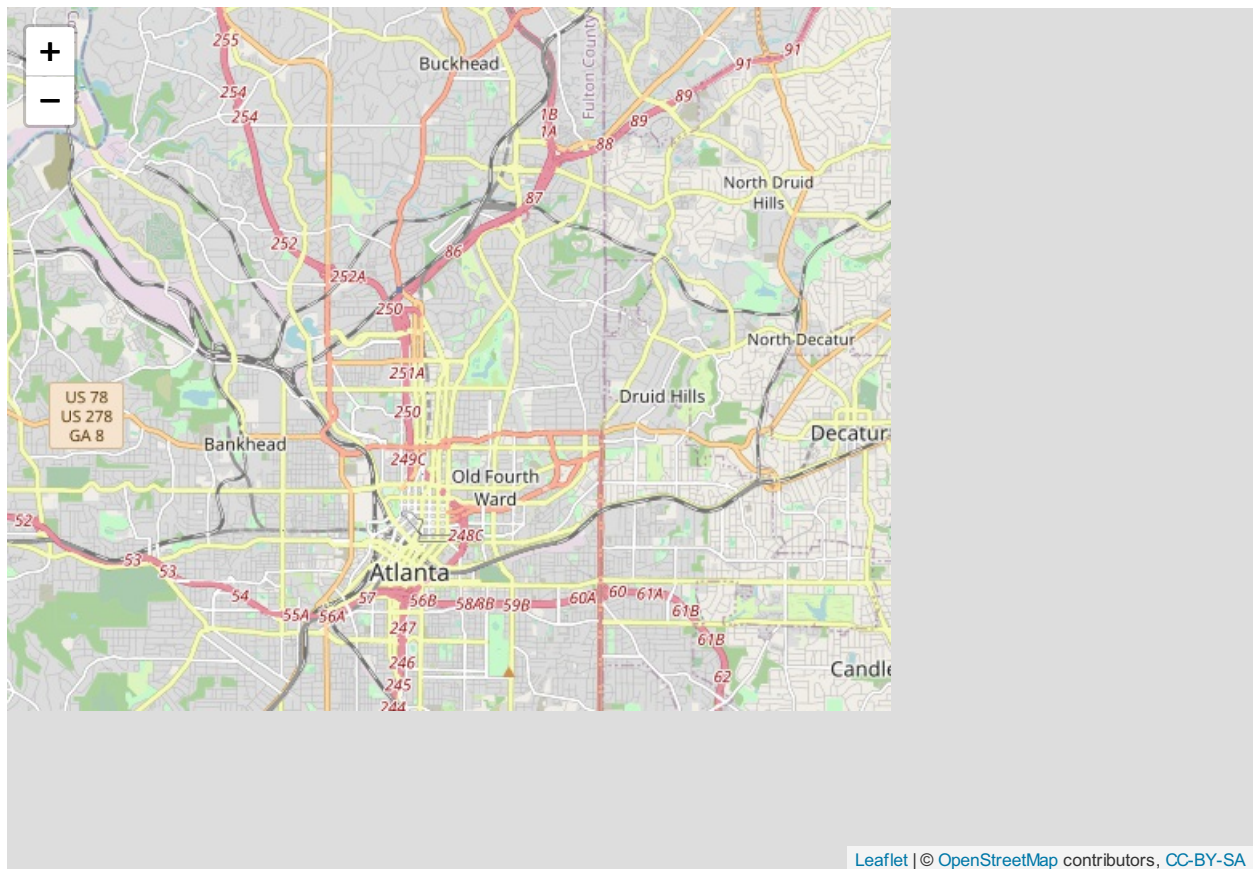 +
−
255
Buckhead
Fulton County
91
91
254
254
89
1B
1A
89
88
North Druid
Hills
87
252
86
252A
250
North Decatur
251A
Druid Hills
US 78
US 278
GA 8
250
Bankhead
Decatur
249C
Old Fourth
Ward
52
248C
53
53
Atlanta
54
57
56B
59B
60A
60
61A
61B
55A
56A
247
61B
246
Candle
62
245
244
Leaflet | © OpenStreetMap contributors, CC-BY-SA